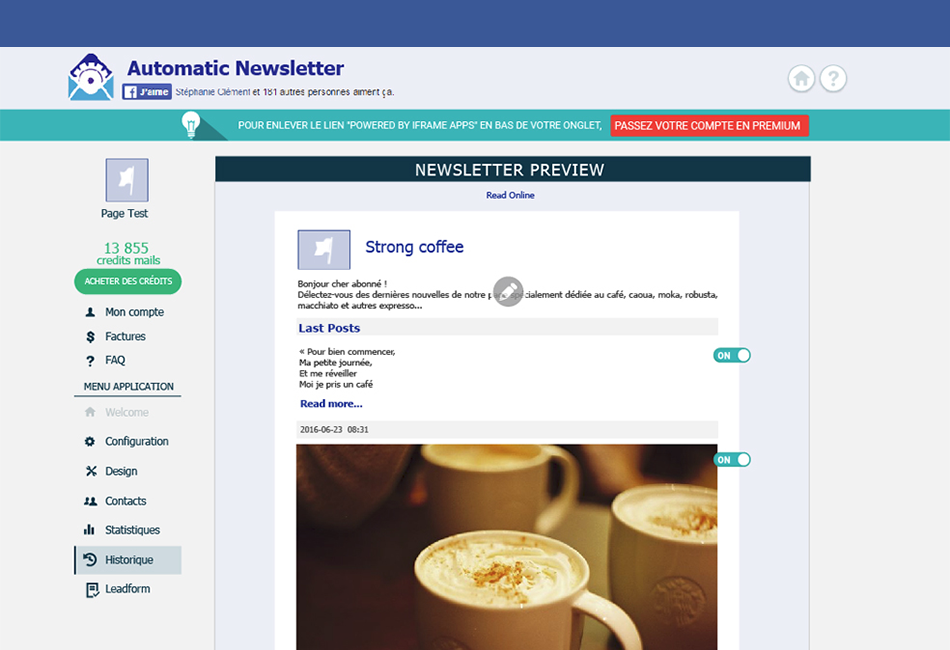 Automatic Newsletter
J'aime Stéphanie Clément et 181 autres personnes aiment ça.
POUR ENLEVER LE LIEN "POWERED BY IFRAME APPS" EN BAS DE VOTRE ONGLET, PASSEZ VOTRE COMPTE EN PREMIUM
Page Test
13 855
credits mails
ACHETER DES CRÉDITS
Mon compte
Factures
FAQ
MENU APPLICATION
Welcome
Configuration
Design
Contacts
Statistiques
Historique
Leadform
NEWSLETTER PREVIEW
Read Online
Strong coffee
Bonjour cher abonné !
Délectez-vous des dernières nouvelles de notre dédiée au café, caoua, moka, robusta,
macchiato et autres expresso...
Last Posts
« Pour bien commencer,
Ma petite journée,
Et me réveiller
Moi je pris un café
ON
Read more...
2016-06-23 08:31
ON